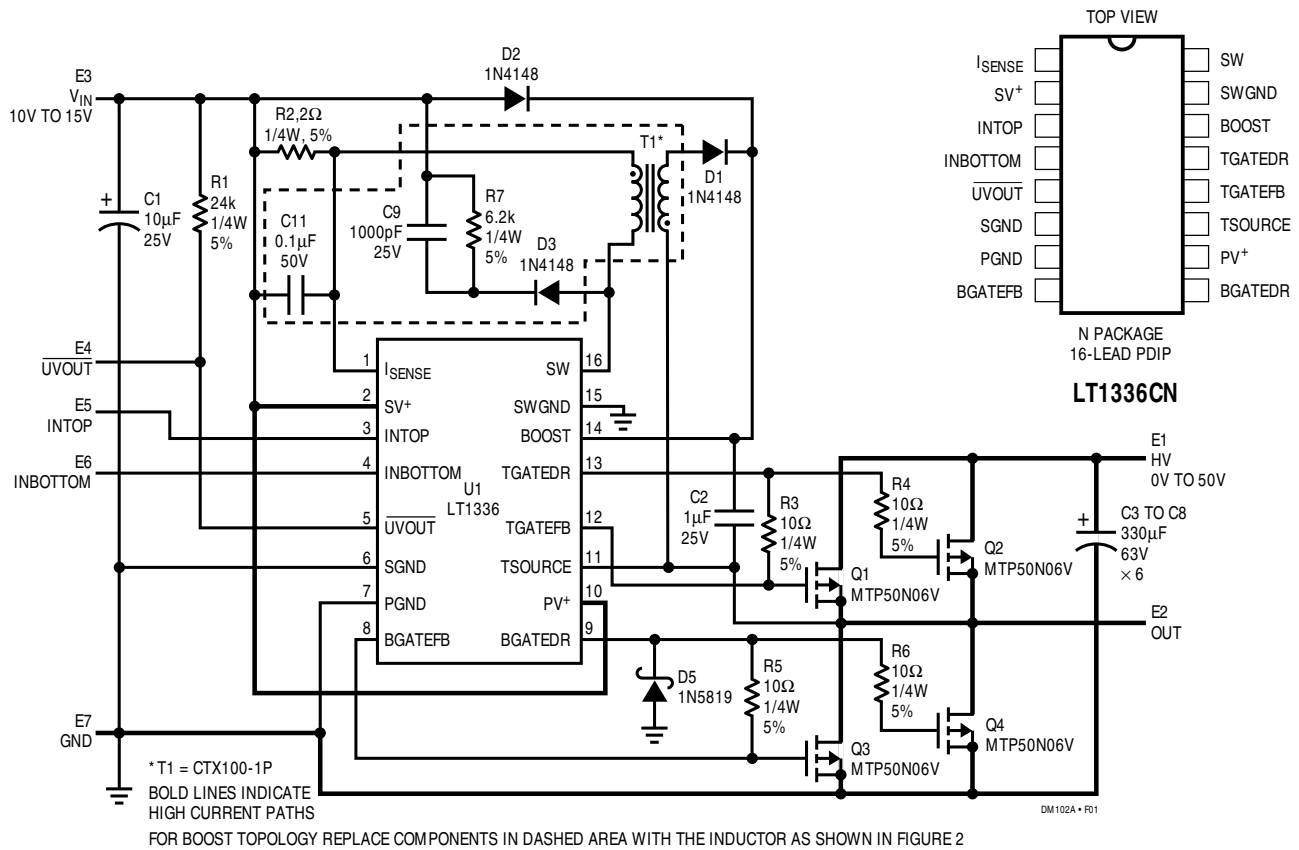 TOP VIEW
I_SENSE
SV+
INTOP
INBOTTOM
UVOUT
SGND
PGND
BGATEFB
SW
SWGND
BOOST
TGATEDR
TGATEFB
TSOURCE
PV+
BGATEDR
N PACKAGE
16-LEAD PDIP
LT1336CN
E3
VIN
10V TO 15V
D2
1N4148
R2,2Ω
1/4W, 5%
T1*
D1
1N4148
+
C1
10µF
25V
R1
24k
1/4W
5%
C11
0.1µF
50V
C9
1000pF
25V
R7
6.2k
1/4W
5%
D3
1N4148
E4
UVOUT
E5
INTOP
E6
INBOTTOM
E7
GND
1
ISENSE
2
SV+
3
INTOP
4
INBOTTOM
5
UVOUT
6
SGND
7
PGND
8
BGATEFB
U1
LT1336
16
SW
15
SWGND
14
BOOST
13
TGATEDR
12
TGATEFB
11
TSOURCE
10
PV+
9
BGATEDR
C2
1µF
25V
R3
10Ω
1/4W
5%
R4
10Ω
1/4W
5%
Q1
MTP50N06V
Q2
MTP50N06V
E1
HV
0V TO 50V
+
C3 TO C8
330µF
63V
× 6
E2
OUT
D5
1N5819
R5
10Ω
1/4W
5%
R6
10Ω
1/4W
5%
Q3
MTP50N06V
Q4
MTP50N06V
DM102A • F01
* T1 = CTX100-1P
BOLD LINES INDICATE
HIGH CURRENT PATHS
FOR BOOST TOPOLOGY REPLACE COMPONENTS IN DASHED AREA WITH THE INDUCTOR AS SHOWN IN FIGURE 2